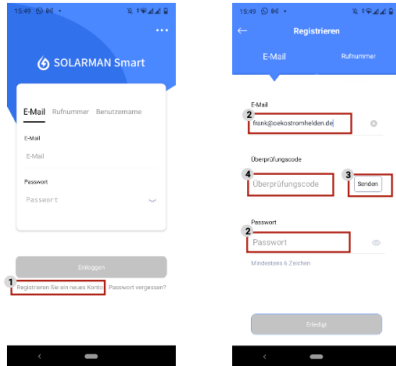 15:49
SOLARMAN Smart
E-Mail Rufnummer Benutzername
E-Mail
E-Mail
Passwort
Passwort
Einloggen
1
Registrieren Sie ein neues Konto Passwort vergessen?
15:49
Registrieren
E-Mail Rufnummer
E-Mail
2
frank@oekostromhelden.de
Überprüfungscode
4
Überprüfungscode
3
Senden
Passwort
2
Passwort
Mindestens 6 Zeichen
Erledigt